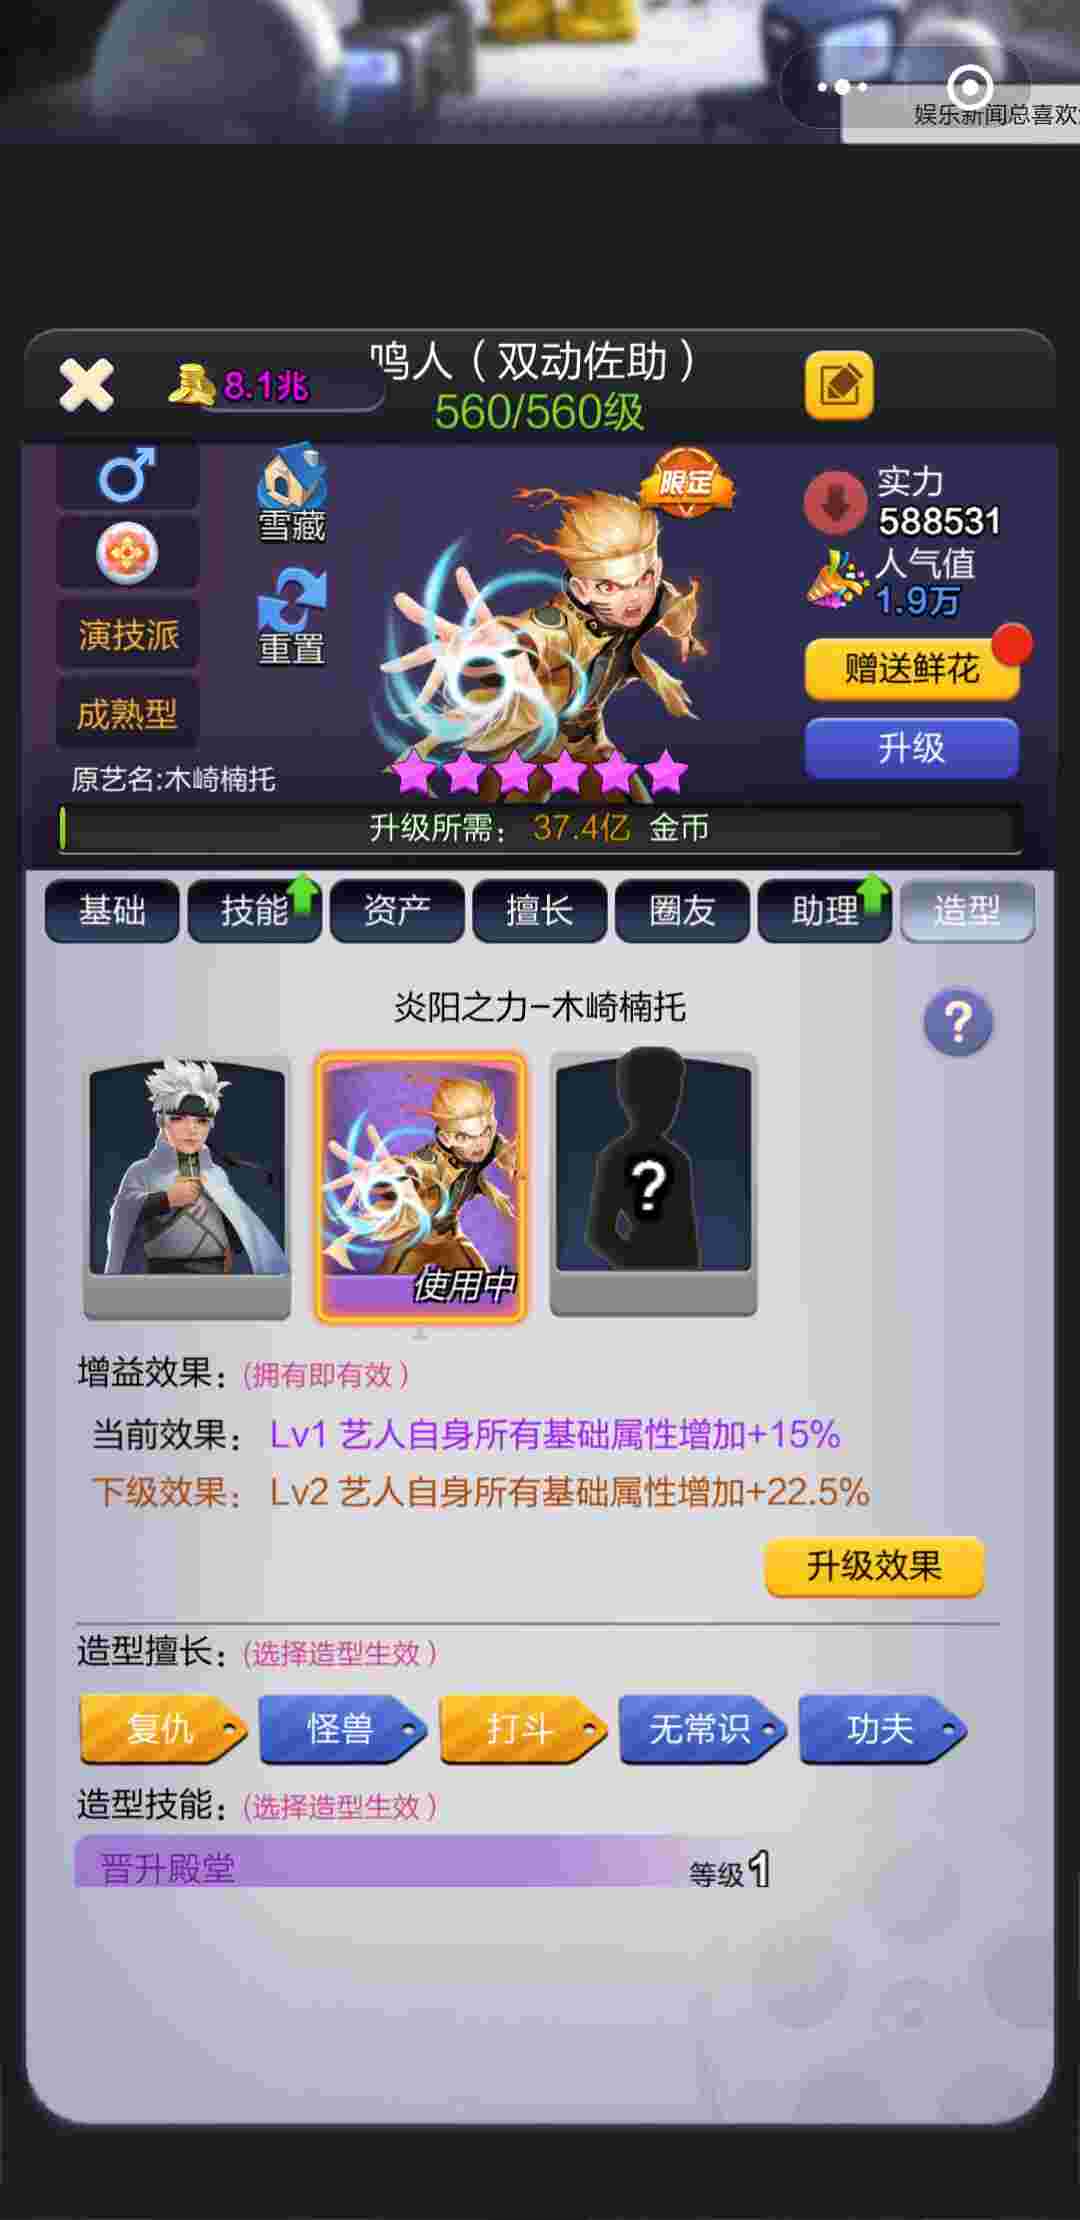 娱乐新闻总喜欢
鸣人（双动佐助）
8.1兆
560/560级
限定
实力
588531
雪藏
人气值
1.9万
演技派
重置
赠送鲜花
成熟型
升级
原艺名:木崎楠托
升级所需： 37.4亿 金币
基础 技能 资产 擅长 圈友 助理 造型
炎阳之力-木崎楠托
?
?
使用中
增益效果：(拥有即有效）
当前效果： Lv1 艺人自身所有基础属性增加+15%
下级效果： Lv2 艺人自身所有基础属性增加+22.5%
升级效果
造型擅长：(选择造型生效）
复仇 怪兽 打斗 无常识 功夫
造型技能：(选择造型生效）
晋升殿堂 等级1